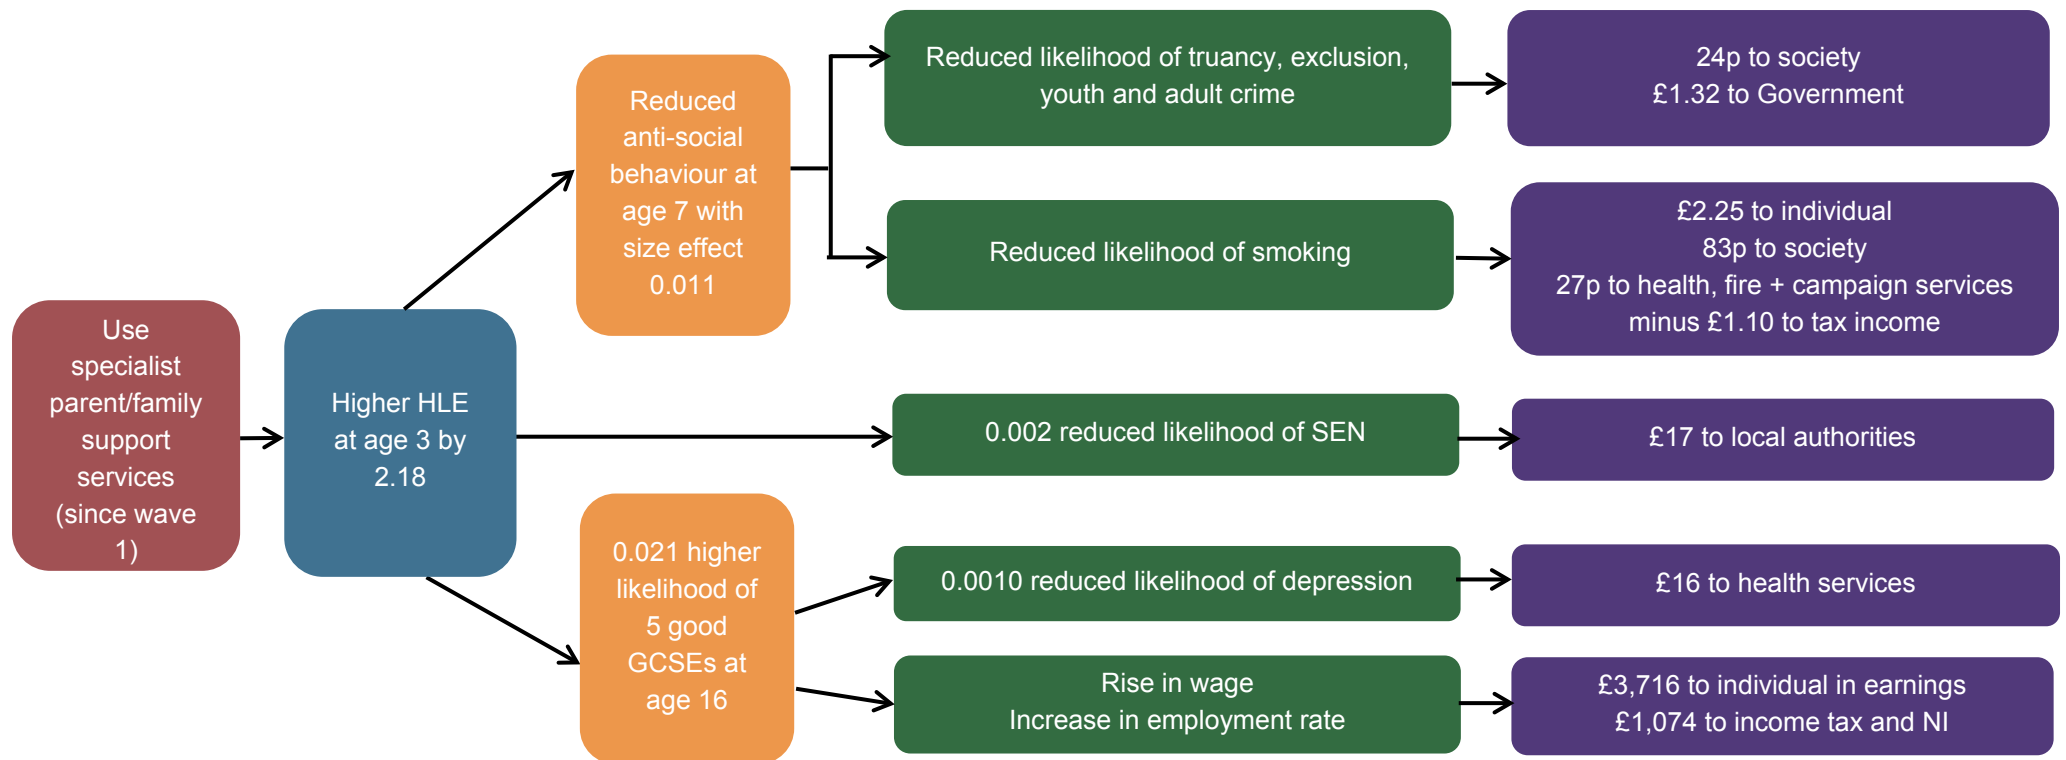 Use
specialist
parent/family
support
services
(since wave
1)
Higher HLE
at age 3 by
2.18
Reduced
anti-social
behaviour at
age 7 with
size effect
0.011
0.021 higher
likelihood of
5 good
GCSEs at
age 16
Reduced likelihood of truancy, exclusion,
youth and adult crime
24p to society
£1.32 to Government
Reduced likelihood of smoking
£2.25 to individual
83p to society
27p to health, fire + campaign services
minus £1.10 to tax income
0.002 reduced likelihood of SEN
£17 to local authorities
0.0010 reduced likelihood of depression
£16 to health services
Rise in wage
Increase in employment rate
£3,716 to individual in earnings
£1,074 to income tax and NI